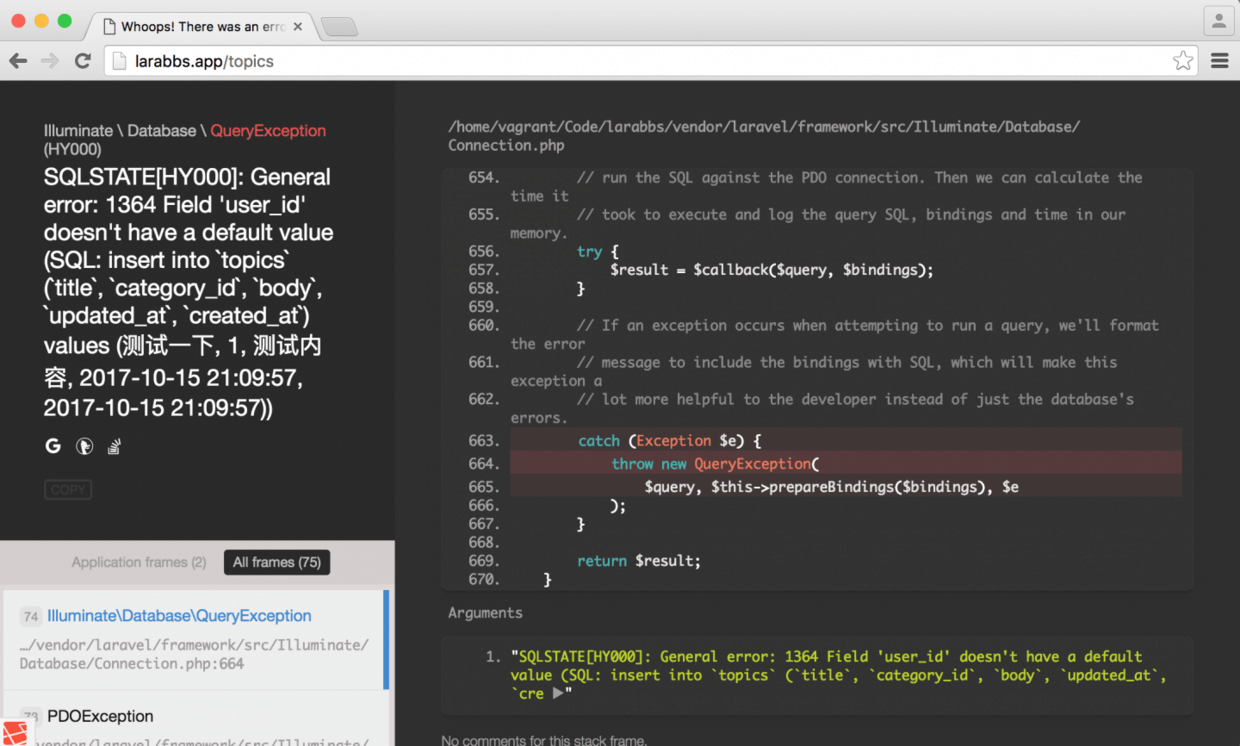 Whoops! There was an erro
larabbs.app/topics
Illuminate \ Database \ QueryException
(HY000)
SQLSTATE[HY000]: General
error: 1364 Field 'user_id'
doesn't have a default value
(SQL: insert into `topics`
(`title`, `category_id`, `body`,
`updated_at`, `created_at`)
values (测试一下, 1, 测试内
容, 2017-10-15 21:09:57,
2017-10-15 21:09:57))
COPY
Application frames (2)
All frames (75)
74 Illuminate\Database\QueryException
…/vendor/laravel/framework/src/Illuminate/
Database/Connection.php:664
73 PDOException
vendor/laravel/framework/src/Illuminate/
/home/vagrant/Code/larabbs/vendor/laravel/framework/src/Illuminate/Database/
Connection.php
654. // run the SQL against the PDO connection. Then we can calculate the
time it
655. // took to execute and log the query SQL, bindings and time in our
memory.
656. try {
657. $result = $callback($query, $bindings);
658. }
659.
660. // If an exception occurs when attempting to run a query, we'll format
the error
661. // message to include the bindings with SQL, which will make this
exception a
662. // lot more helpful to the developer instead of just the database's
errors.
663. catch (Exception $e) {
664. throw new QueryException(
665. $query, $this->prepareBindings($bindings), $e
666. );
667. }
668.
669. return $result;
670. }
Arguments
1. "SQLSTATE[HY000]: General error: 1364 Field 'user_id' doesn't have a default
value (SQL: insert into `topics` (`title`, `category_id`, `body`, `updated_at`,
`cre ▶"
No comments for this stack frame.